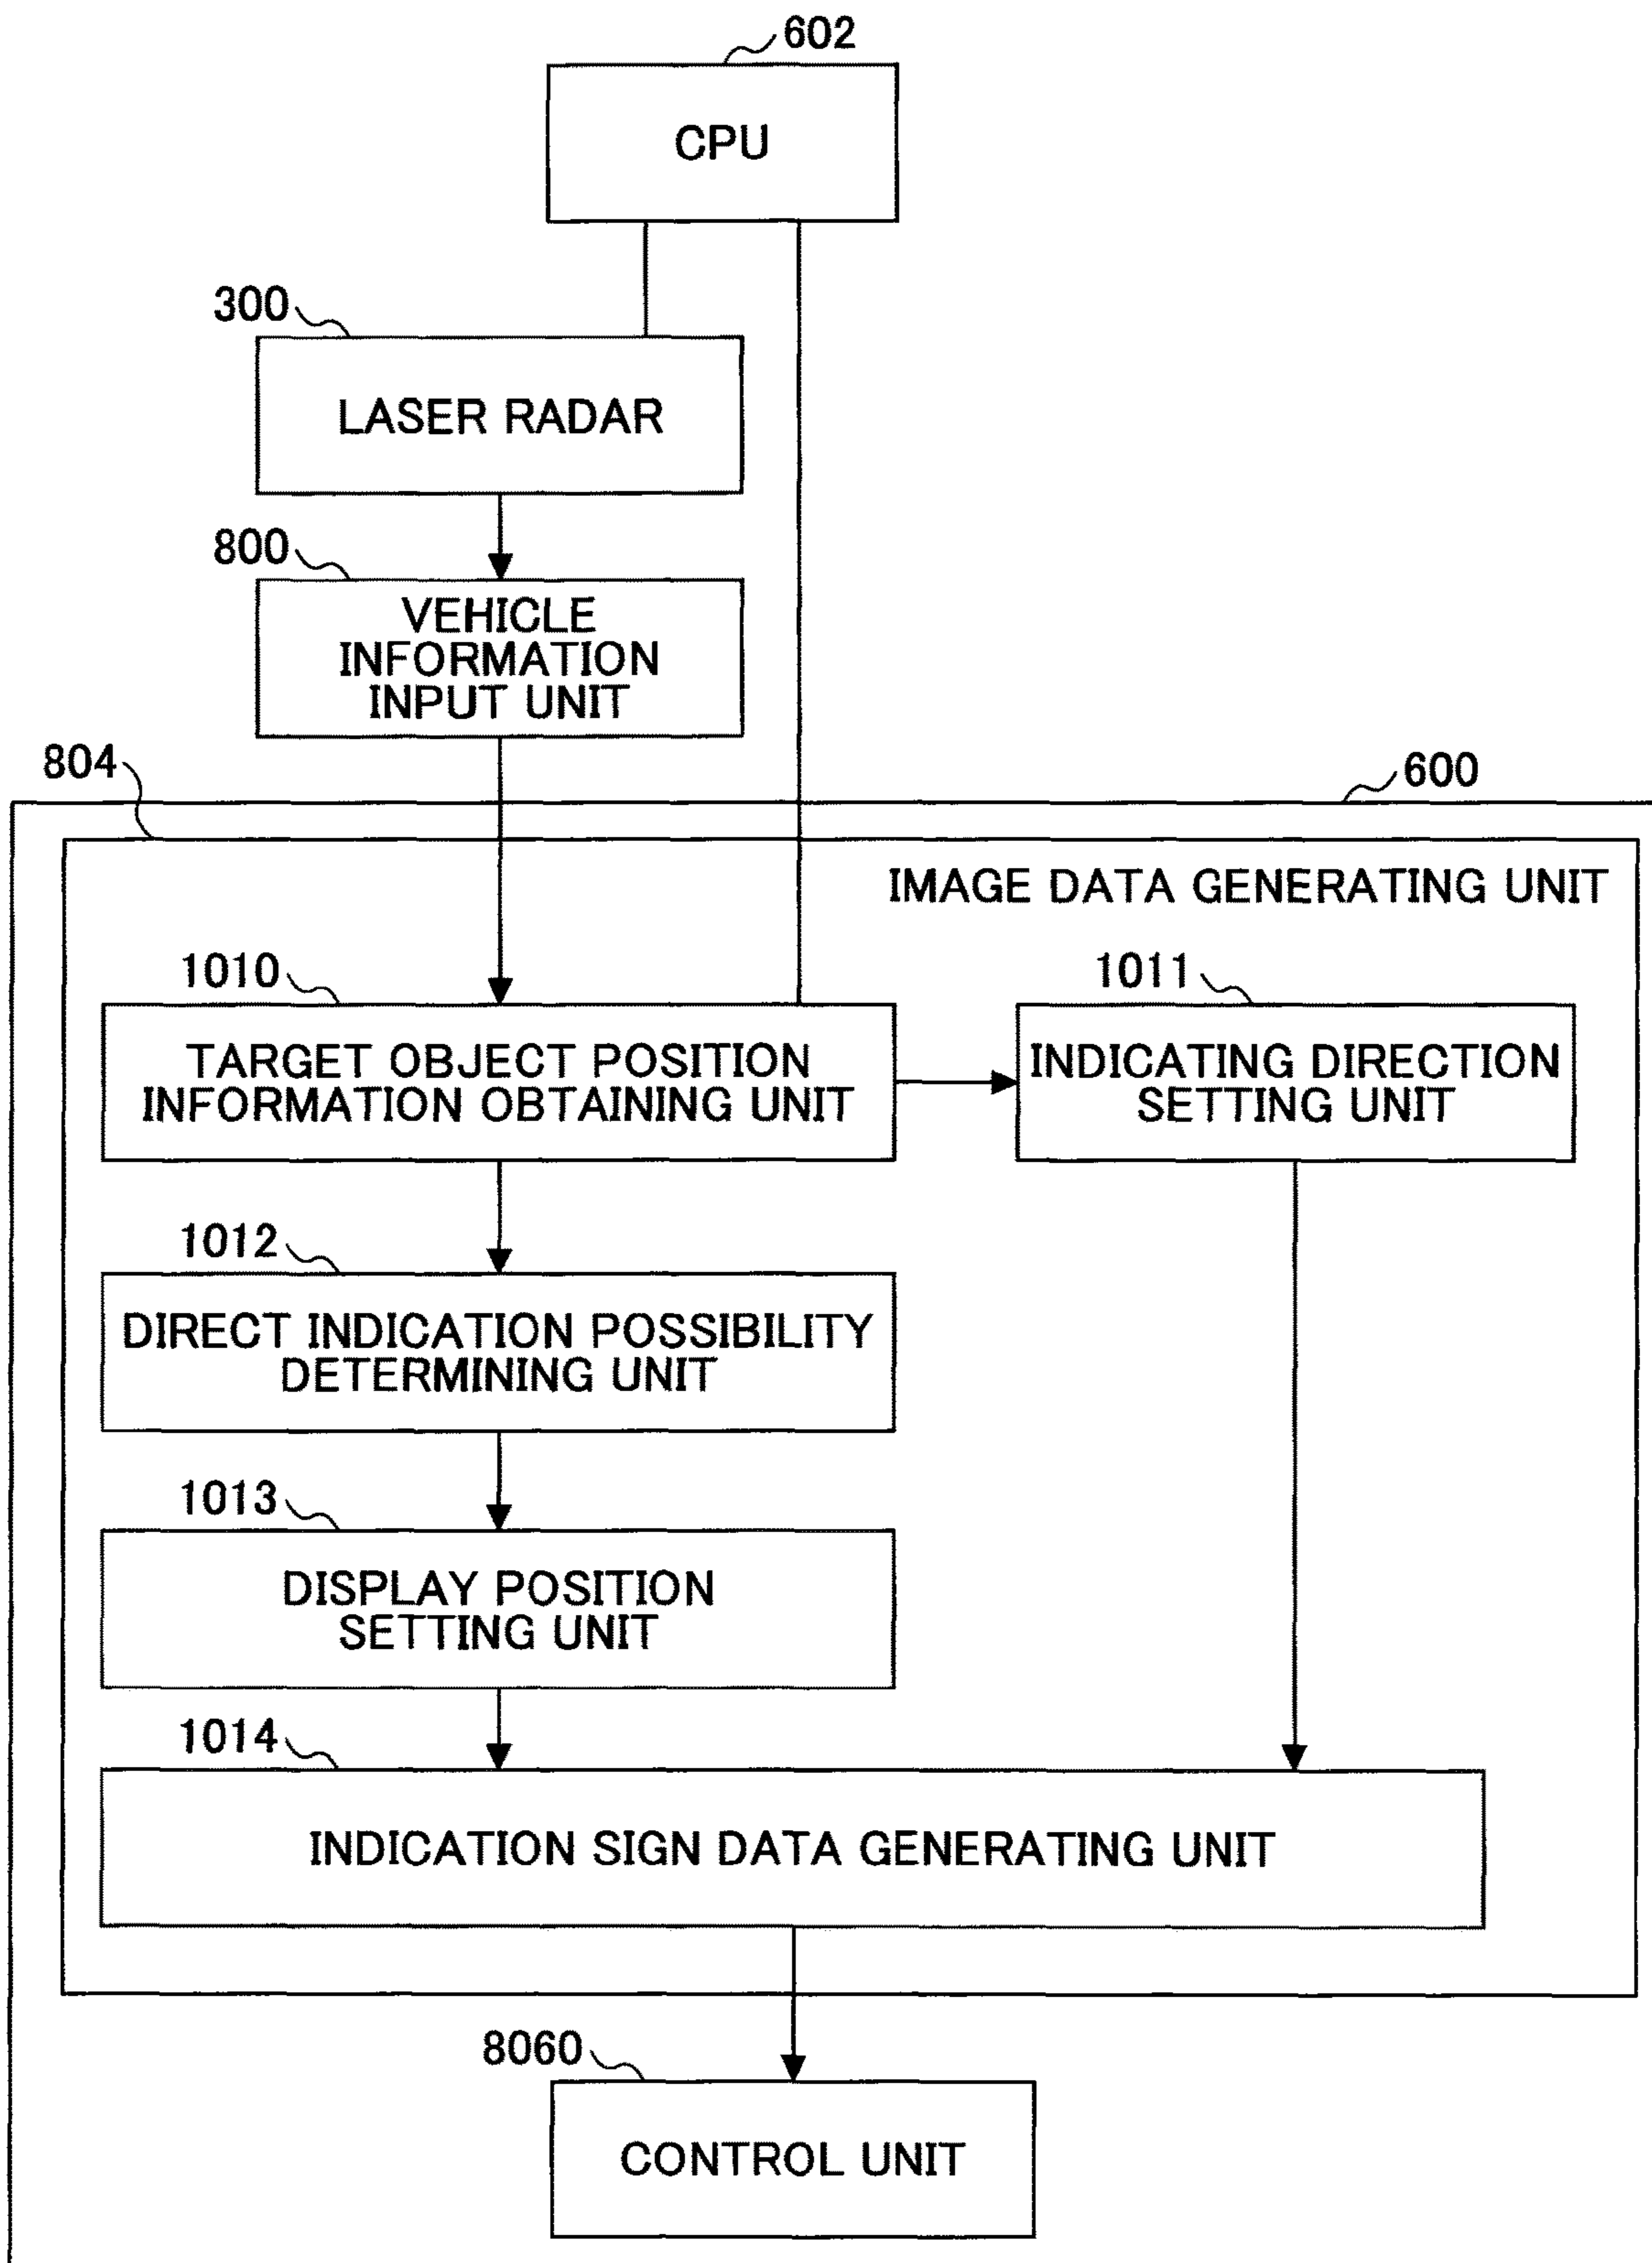 602
CPU
300
LASER RADAR
800
VEHICLE
INFORMATION
INPUT UNIT
804
600
IMAGE DATA GENERATING UNIT
1010
1011
TARGET OBJECT POSITION
INFORMATION OBTAINING UNIT
INDICATING DIRECTION
SETTING UNIT
1012
DIRECT INDICATION POSSIBILITY
DETERMINING UNIT
1013
DISPLAY POSITION
SETTING UNIT
1014
INDICATION SIGN DATA GENERATING UNIT
8060
CONTROL UNIT